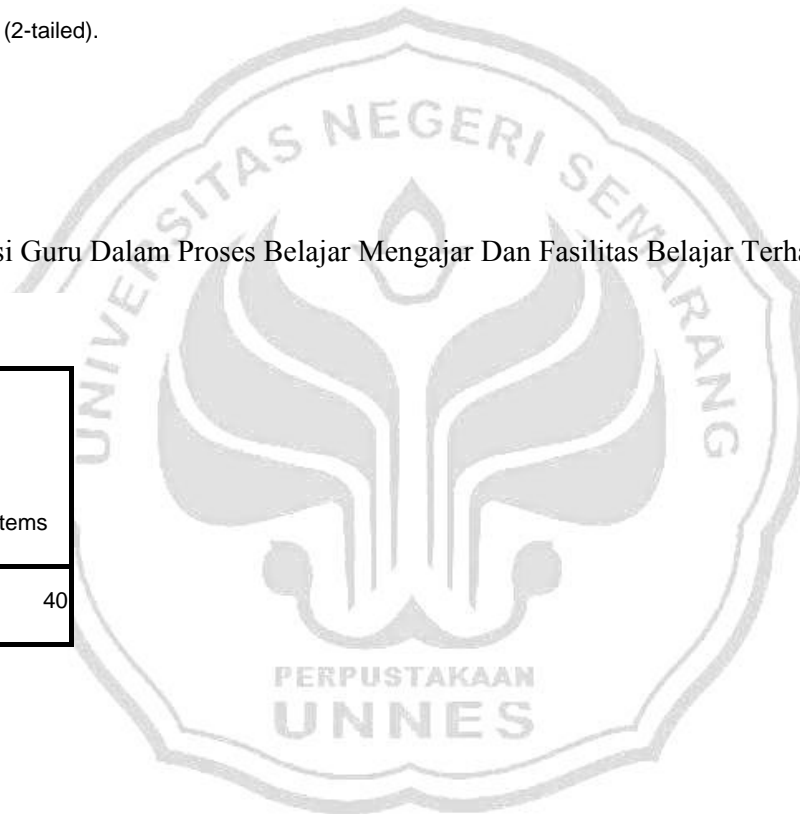 (2-tailed).
UNIVERSITAS NEGERI SEMARANG
si Guru Dalam Proses Belajar Mengajar Dan Fasilitas Belajar Terha
tems
40
PERPUSTAKAAN
UNNES